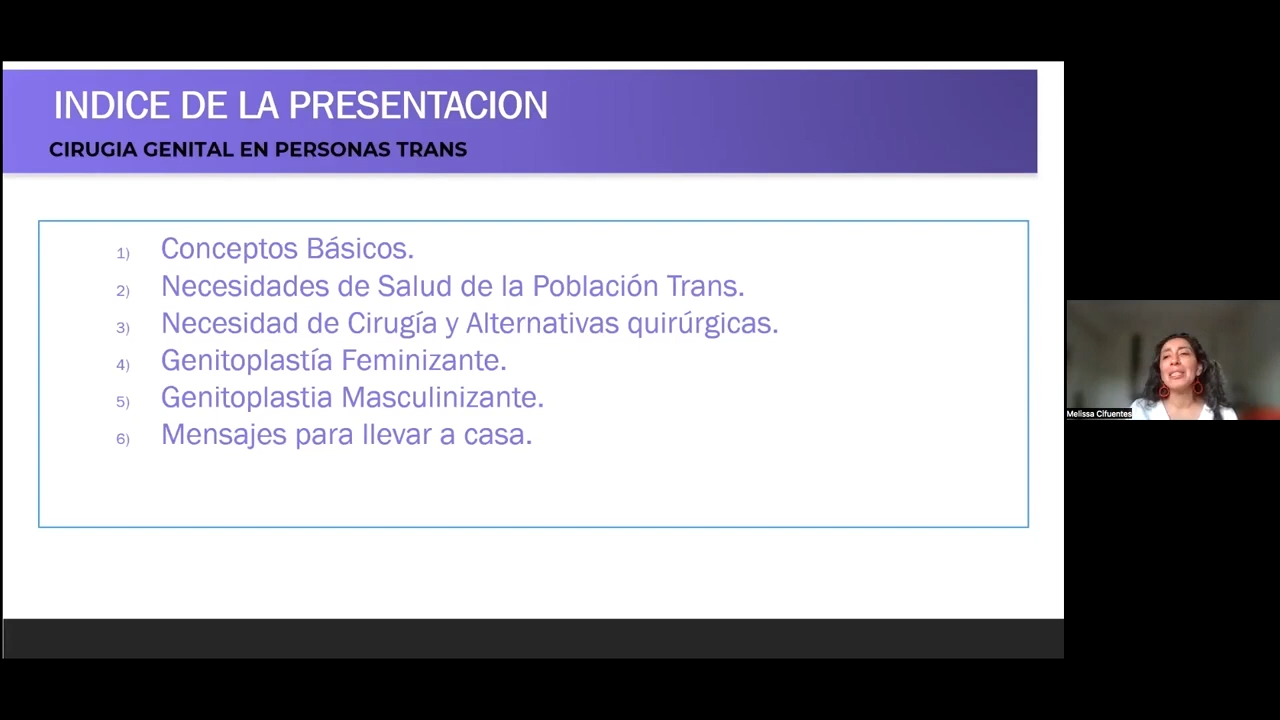 INDICE DE LA PRESENTACION
CIRUGIA GENITAL EN PERSONAS TRANS
1) Conceptos Básicos.
2) Necesidades de Salud de la Población Trans.
3) Necesidad de Cirugía y Alternativas quirúrgicas.
4) Genitoplastía Feminizante.
5) Genitoplastia Masculinizante.
6) Mensajes para llevar a casa.
Melissa Cifuentes